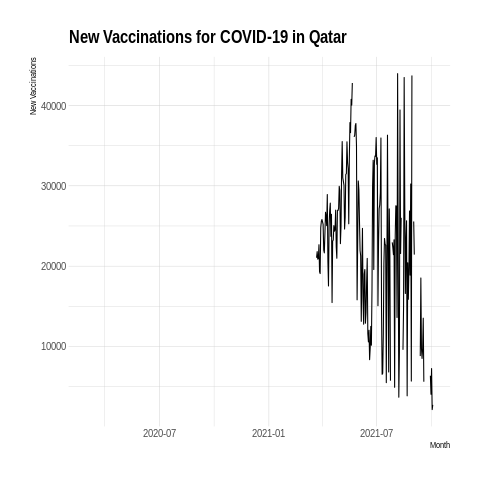 New Vaccinations for COVID-19 in Qatar
New Vaccinations
40000
30000
20000
10000
2020-07
2021-01
2021-07
Month